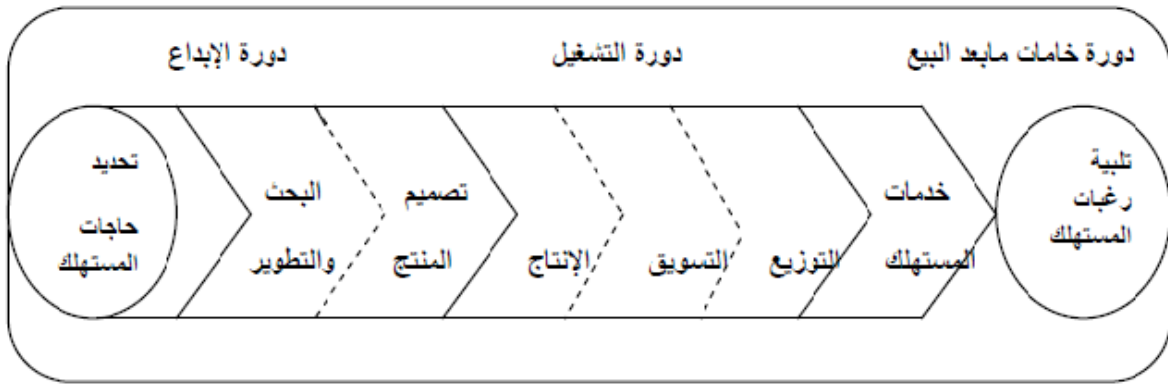 دورة الإبداع
دورة التشغيل
دورة خامات مابعد البيع
تحديد
حاجات
المستهلك
البحث
والتطوير
تصميم
المنتج
الإنتاج
التسويق
التوزيع
خدمات
المستهلك
تلبية
رغبات
المستهلك